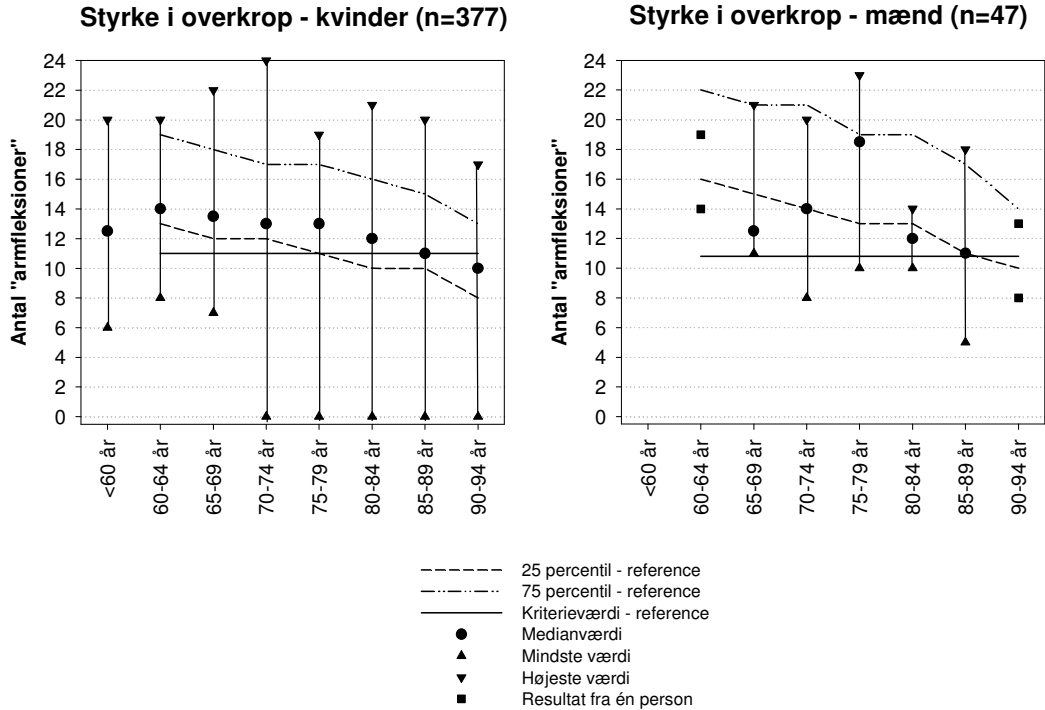 Styrke i overkrop - kvinder (n=377)
Antal "armfleksioner"
24
22
20
18
16
14
12
10
8
6
4
2
0
<60 år
60-64 år
65-69 år
70-74 år
75-79 år
80-84 år
85-89 år
90-94 år
Styrke i overkrop - mænd (n=47)
Antal "armfleksioner"
24
22
20
18
16
14
12
10
8
6
4
2
0
<60 år
60-64 år
65-69 år
70-74 år
75-79 år
80-84 år
85-89 år
90-94 år
25 percentil - reference
75 percentil - reference
Kriterieværdi - reference
Medianværdi
Mindste værdi
Højeste værdi
Resultat fra én person